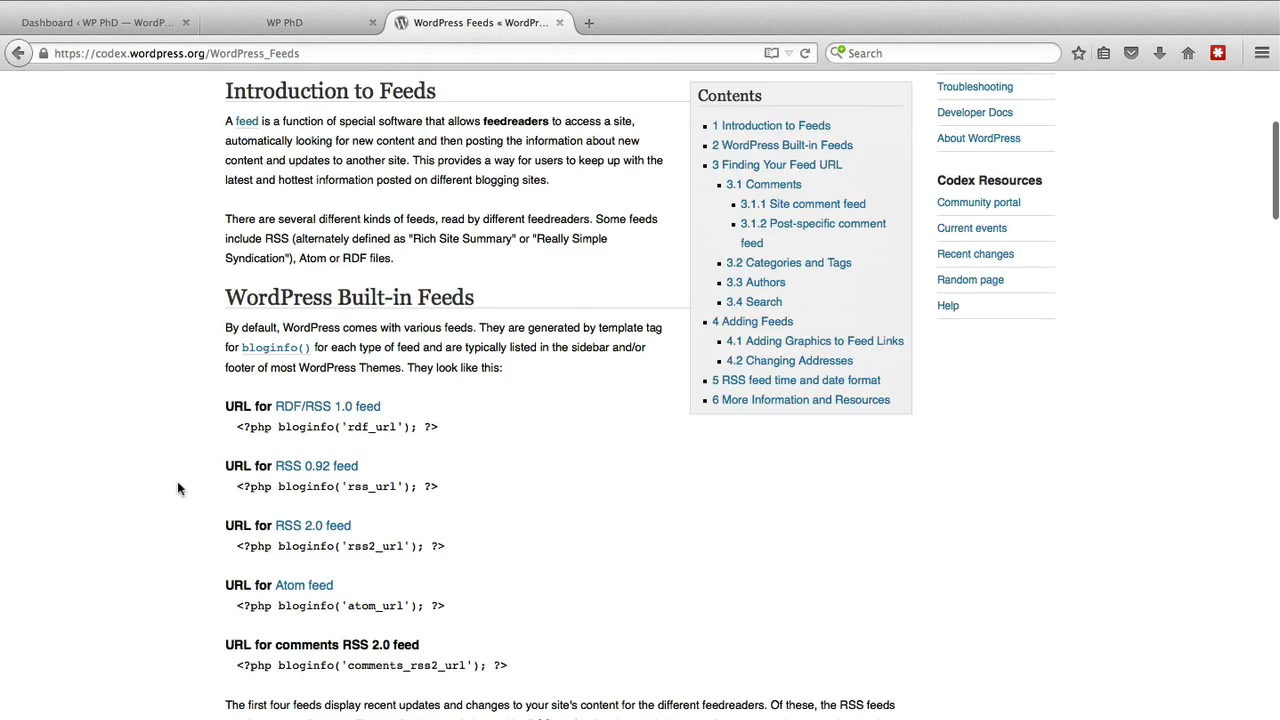 Dashboard ‹ WP PhD — WordP...
WP PhD
WordPress Feeds « WordPr...
https://codex.wordpress.org/WordPress_Feeds
Search
Introduction to Feeds
A feed is a function of special software that allows feedreaders to access a site,
automatically looking for new content and then posting the information about new
content and updates to another site. This provides a way for users to keep up with the
latest and hottest information posted on different blogging sites.
There are several different kinds of feeds, read by different feedreaders. Some feeds
include RSS (alternately defined as "Rich Site Summary" or "Really Simple
Syndication"), Atom or RDF files.
WordPress Built-in Feeds
By default, WordPress comes with various feeds. They are generated by template tag
for bloginfo() for each type of feed and are typically listed in the sidebar and/or
footer of most WordPress Themes. They look like this:
URL for RDF/RSS 1.0 feed
<?php bloginfo('rdf_url'); ?>
URL for RSS 0.92 feed
<?php bloginfo('rss_url'); ?>
URL for RSS 2.0 feed
<?php bloginfo('rss2_url'); ?>
URL for Atom feed
<?php bloginfo('atom_url'); ?>
URL for comments RSS 2.0 feed
<?php bloginfo('comments_rss2_url'); ?>
The first four feeds display recent updates and changes to your site's content for the different feedreaders. Of these, the RSS feeds
Contents
1 Introduction to Feeds
2 WordPress Built-in Feeds
3 Finding Your Feed URL
3.1 Comments
3.1.1 Site comment feed
3.1.2 Post-specific comment
feed
3.2 Categories and Tags
3.3 Authors
3.4 Search
4 Adding Feeds
4.1 Adding Graphics to Feed Links
4.2 Changing Addresses
5 RSS feed time and date format
6 More Information and Resources
Troubleshooting
Developer Docs
About WordPress
Codex Resources
Community portal
Current events
Recent changes
Random page
Help